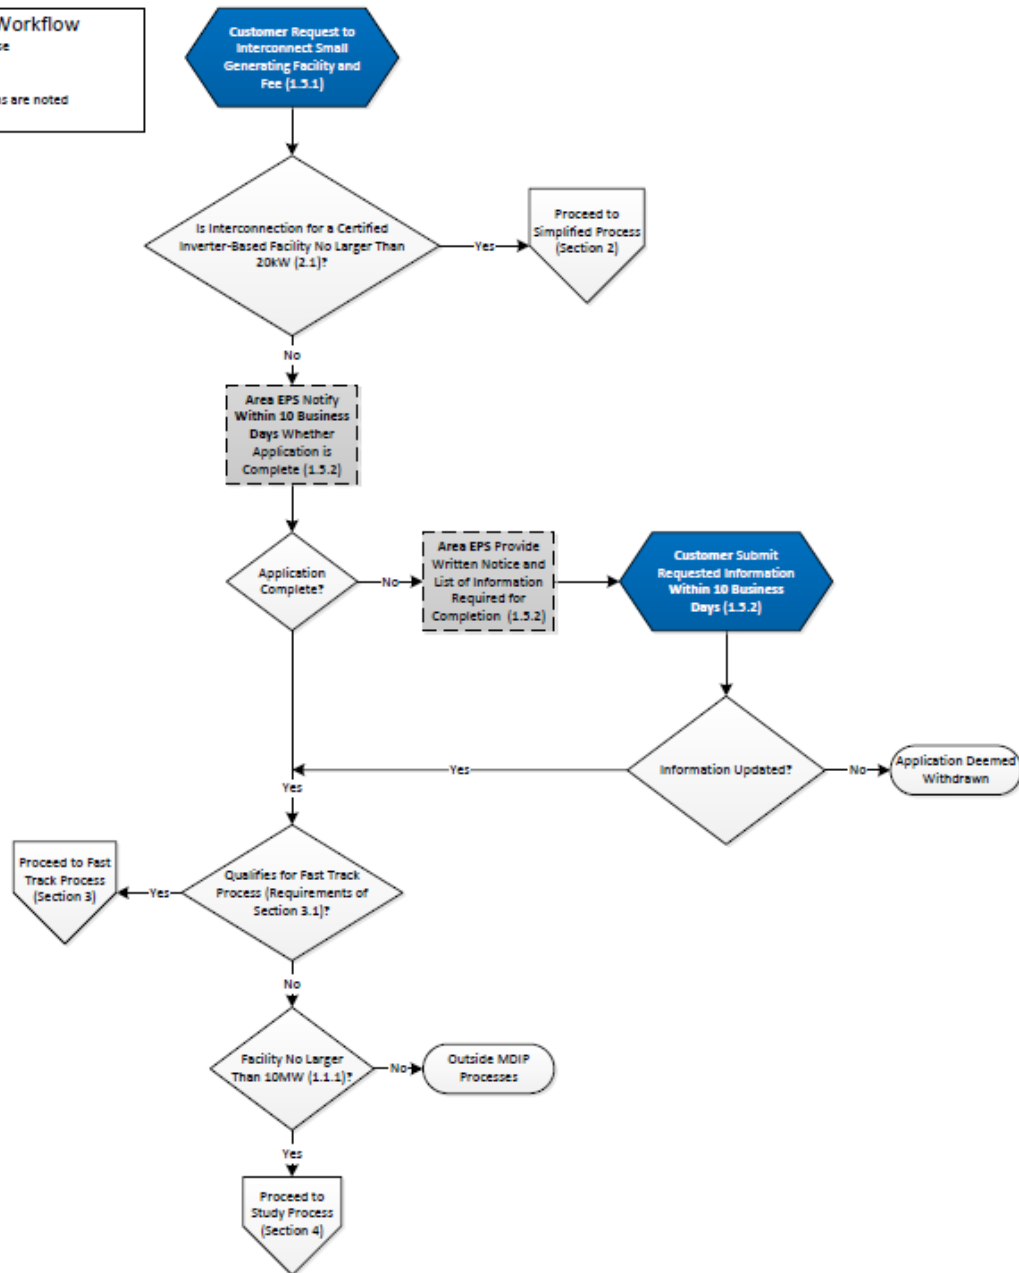 Workflow
se
s are noted
Customer Request to
Interconnect Small
Generating Facility and
Fee (1.5.1)
Is Interconnection for a Certified
Inverter-Based Facility No Larger Than
20kW (2.1)?
Yes
Proceed to
Simplified Process
(Section 2)
No
Area EPS Notify
Within 10 Business
Days Whether
Application is
Complete (1.5.2)
Application
Complete?
No
Area EPS Provide
Written Notice and
List of Information
Required for
Completion (1.5.2)
Customer Submit
Requested Information
Within 10 Business
Days (1.5.2)
Information Updated?
No
Application Deemed
Withdrawn
Yes
Yes
Qualifies for Fast Track
Process (Requirements of
Section 3.1)?
Yes
Proceed to Fast
Track Process
(Section 3)
No
Facility No Larger
Than 10MW (1.1.1)?
No
Outside MDIP
Processes
Yes
Proceed to
Study Process
(Section 4)